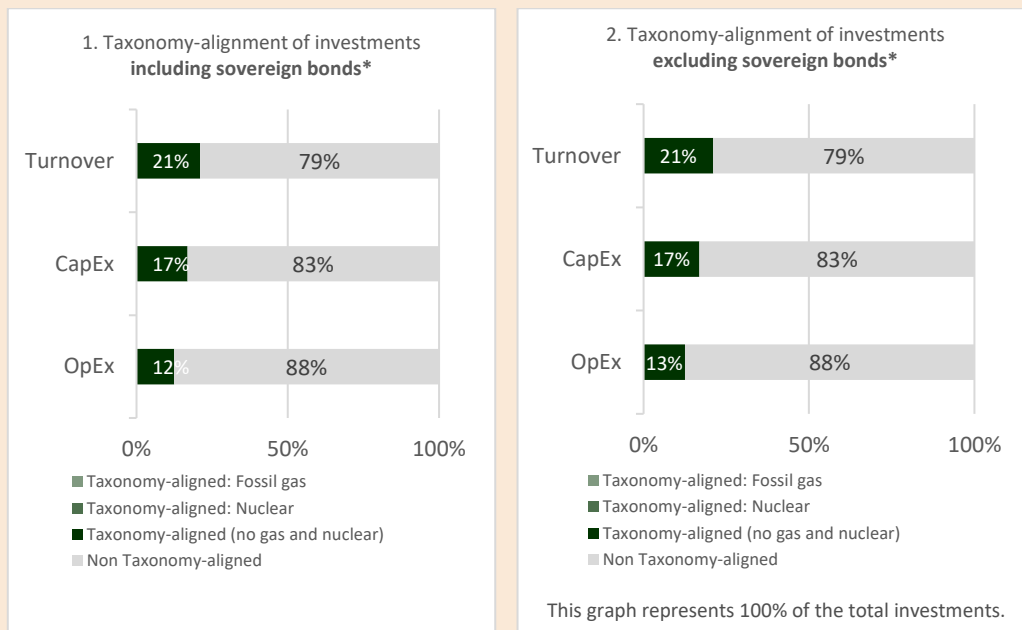 1. Taxonomy-alignment of investments
including sovereign bonds*
Turnover 21% 79%
CapEx 17% 83%
OpEx 12% 88%
0% 50% 100%
Taxonomy-aligned: Fossil gas
Taxonomy-aligned: Nuclear
Taxonomy-aligned (no gas and nuclear)
Non Taxonomy-aligned
2. Taxonomy-alignment of investments
excluding sovereign bonds*
Turnover 21% 79%
CapEx 17% 83%
OpEx 13% 88%
0% 50% 100%
Taxonomy-aligned: Fossil gas
Taxonomy-aligned: Nuclear
Taxonomy-aligned (no gas and nuclear)
Non Taxonomy-aligned
This graph represents 100% of the total investments.